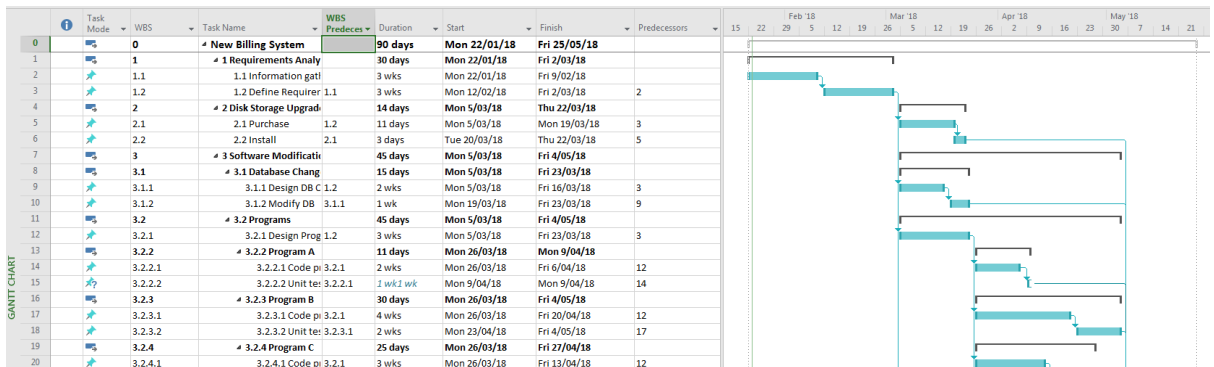 Task Mode WBS Task Name WBS Predeces Duration Start Finish Predecessors
Feb '18 Mar '18 Apr '18 May '18
15 22 29 5 12 19 26 5 12 19 26 2 9 16 23 30 7 14 21
0 0 New Billing System 90 days Mon 22/01/18 Fri 25/05/18
1 1 1 Requirements Analy 30 days Mon 22/01/18 Fri 2/03/18
2 1.1 1.1 Information gatl 3 wks Mon 22/01/18 Fri 9/02/18
3 1.2 1.2 Define Requirer 1.1 3 wks Mon 12/02/18 Fri 2/03/18 2
4 2 2 Disk Storage Upgrad 14 days Mon 5/03/18 Thu 22/03/18
5 2.1 2.1 Purchase 1.2 11 days Mon 5/03/18 Mon 19/03/18 3
6 2.2 2.2 Install 2.1 3 days Tue 20/03/18 Thu 22/03/18 5
7 3 3 Software Modificatio 45 days Mon 5/03/18 Fri 4/05/18
8 3.1 3.1 Database Chang 15 days Mon 5/03/18 Fri 23/03/18
9 3.1.1 3.1.1 Design DB C 1.2 2 wks Mon 5/03/18 Fri 16/03/18 3
10 3.1.2 3.1.2 Modify DB 3.1.1 1 wk Mon 19/03/18 Fri 23/03/18 9
11 3.2 3.2 Programs 45 days Mon 5/03/18 Fri 4/05/18
12 3.2.1 3.2.1 Design Prog 1.2 3 wks Mon 5/03/18 Fri 23/03/18 3
13 3.2.2 3.2.2 Program A 11 days Mon 26/03/18 Mon 9/04/18
14 3.2.2.1 3.2.2.1 Code pr 3.2.1 2 wks Mon 26/03/18 Fri 6/04/18 12
15 3.2.2.2 3.2.2.2 Unit tes 3.2.2.1 1 wk1 wk Mon 9/04/18 Mon 9/04/18 14
16 3.2.3 3.2.3 Program B 30 days Mon 26/03/18 Fri 4/05/18
17 3.2.3.1 3.2.3.1 Code pr 3.2.1 4 wks Mon 26/03/18 Fri 20/04/18 12
18 3.2.3.2 3.2.3.2 Unit tes 3.2.3.1 2 wks Mon 23/04/18 Fri 4/05/18 17
19 3.2.4 3.2.4 Program C 25 days Mon 26/03/18 Fri 27/04/18
20 3.2.4.1 3.2.4.1 Code pr 3.2.1 3 wks Mon 26/03/18 Fri 13/04/18 12
GANTT CHART